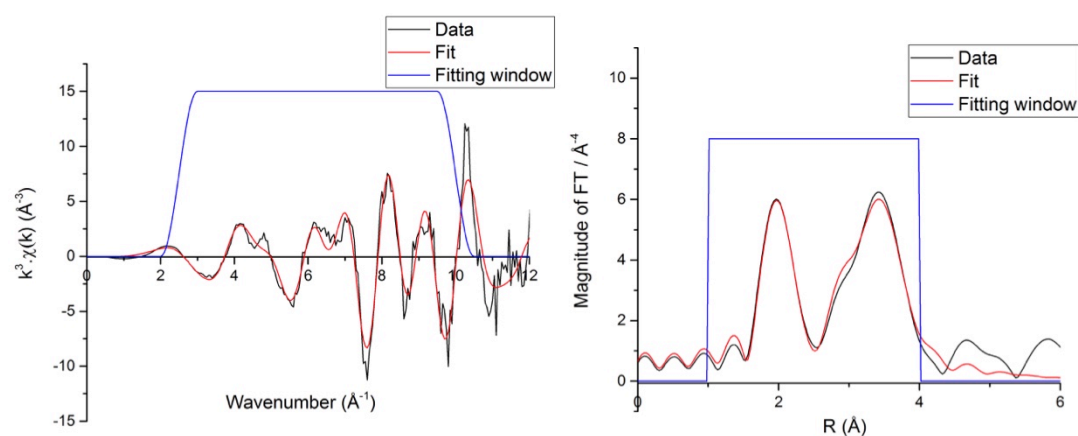 Data
Fit
Fitting window
15
10
5
0
-5
-10
-15
0
2
4
6
8
10
12
k³.χ(k) (Å⁻³)
Wavenumber (Å⁻¹)
Data
Fit
Fitting window
10
8
6
4
2
0
0
2
4
6
Magnitude of FT / Å⁻⁴
R (Å)